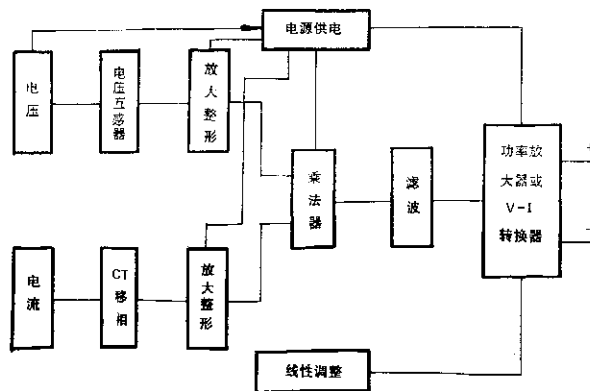 电源供电
电压
电压互感器
放大整形
乘法器
滤波
功率放
大器或
V-I
转换器
+
-
电流
CT
移相
放大整形
线性调整